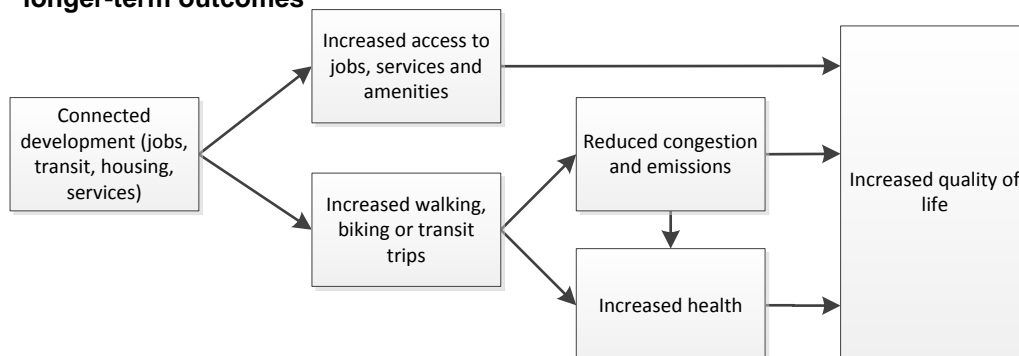 longer-term outcomes
Increased access to
jobs, services and
amenities
Connected
development (jobs,
transit, housing,
services)
Reduced congestion
and emissions
Increased quality of
life
Increased walking,
biking or transit
trips
Increased health